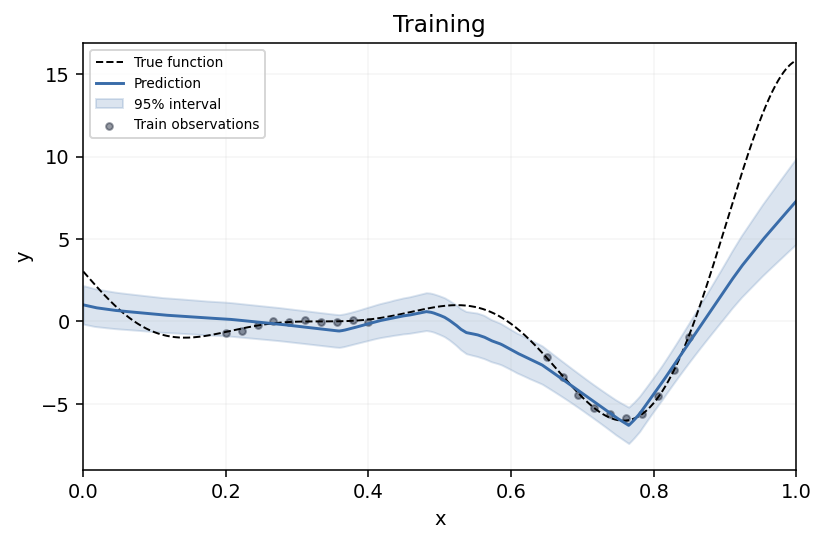 Training
True function
Prediction
95% interval
Train observations
15
10
5
0
−5
y
0.0 0.2 0.4 0.6 0.8 1.0
x